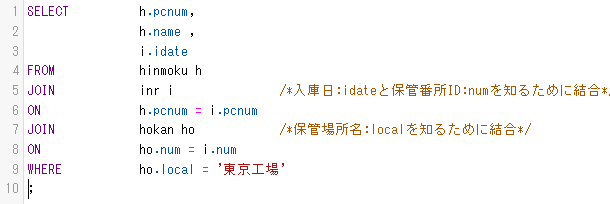 1 SELECT h.pcnum,
2 h.name ,
3 i.idate
4 FROM hinmoku h
5 JOIN inr i /*入庫日:idateと保管番所ID:numを知るために結合*
6 ON h.pcnum = i.pcnum
7 JOIN hokan ho /*保管場所名:localを知るために結合*/
8 ON ho.num = i.num
9 WHERE ho.local = '東京工場'
10 ;